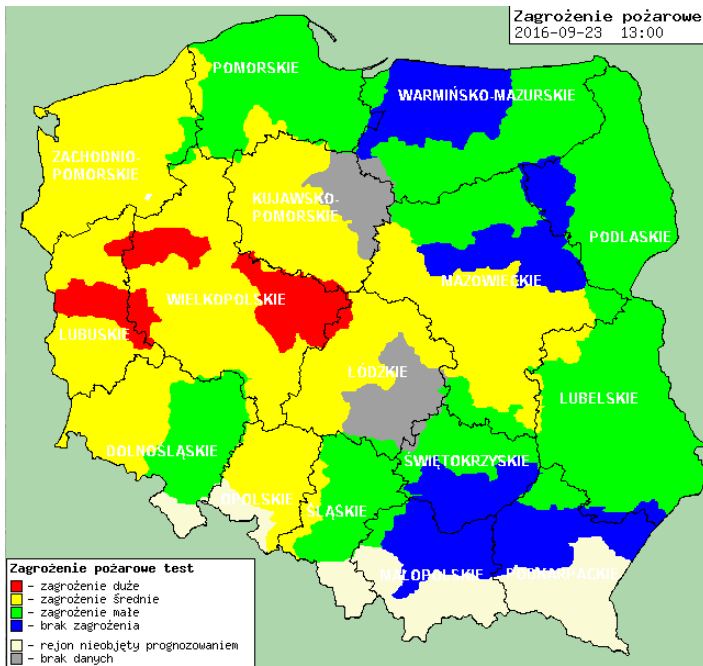 Zagrożenie pożarowe
2016-09-23 13:00
POMORSKIE
WARMIŃSKO-MAZURSKIE
ZACHODNIO-
POMORSKIE
KUJAWSKO-
POMORSKIE
PODLASKIE
MAZOWIECKIE
WIELKOPOLSKIE
LUBUSKIE
ŁÓDZKIE
LUBELSKIE
DOLNOŚLĄSKIE
ŚWIĘTOKRZYSKIE
OPOLSKIE
ŚLĄSKIE
MAŁOPOLSKIE
PODKARPACKIE
Zagrożenie pożarowe test
- zagrożenie duże
- zagrożenie średnie
- zagrożenie małe
- brak zagrożenia
- rejon nieobjęty prognozowaniem
- brak danych